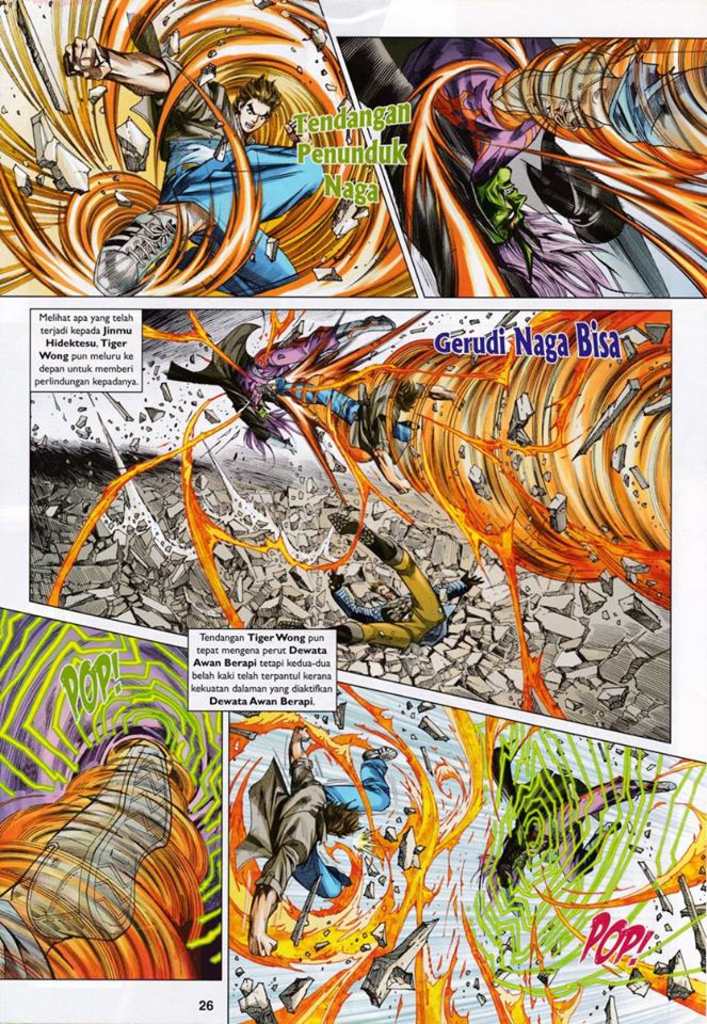 Tendangan
Penunduk
Naga
Melihat apa yang telah
terjadi kepada Jinmu
Hidektesu, Tiger
Wong pun meluru ke
depan untuk memberi
perlindungan kepadanya.
Gerudi Naga Bisa
Tendangan Tiger Wong pun
tepat mengena perut Dewata
Awan Berapi tetapi kedua-dua
belah kaki telah terpantul kerana
kekuatan dalaman yang diaktifkan
Dewata Awan Berapi.
POP!
POP!
26